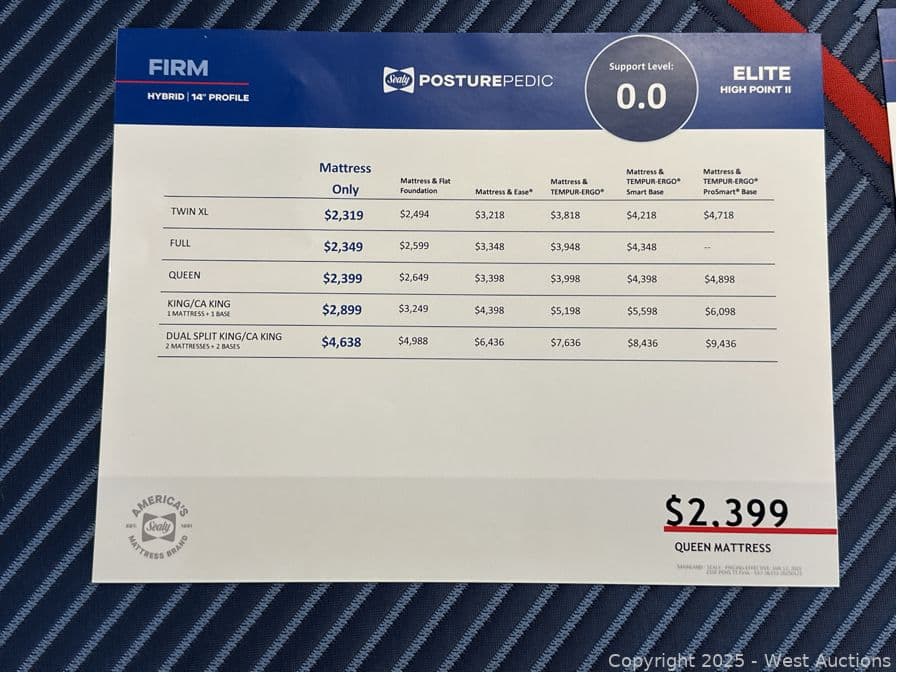 FIRM
HYBRID | 14" PROFILE
Sealy POSTUREPEDIC
Support Level:
0.0
ELITE
HIGH POINT II
Mattress Only
Mattress & Flat Foundation
Mattress & Ease®
Mattress & TEMPUR-ERGO®
Mattress & TEMPUR-ERGO® Smart Base
Mattress & TEMPUR-ERGO® ProSmart® Base
TWIN XL $2,319 $2,494 $3,218 $3,818 $4,218 $4,718
FULL $2,349 $2,599 $3,348 $3,948 $4,348 --
QUEEN $2,399 $2,649 $3,398 $3,998 $4,398 $4,898
KING/CA KING $2,899 $3,249 $4,398 $5,198 $5,598 $6,098
1 MATTRESS + 1 BASE
DUAL SPLIT KING/CA KING $4,638 $4,988 $6,436 $7,636 $8,436 $9,436
2 MATTRESSES + 2 BASES
AMERICA'S
Sealy
MATTRESS BRAND
$2,399
QUEEN MATTRESS
Copyright 2025 - West Auctions